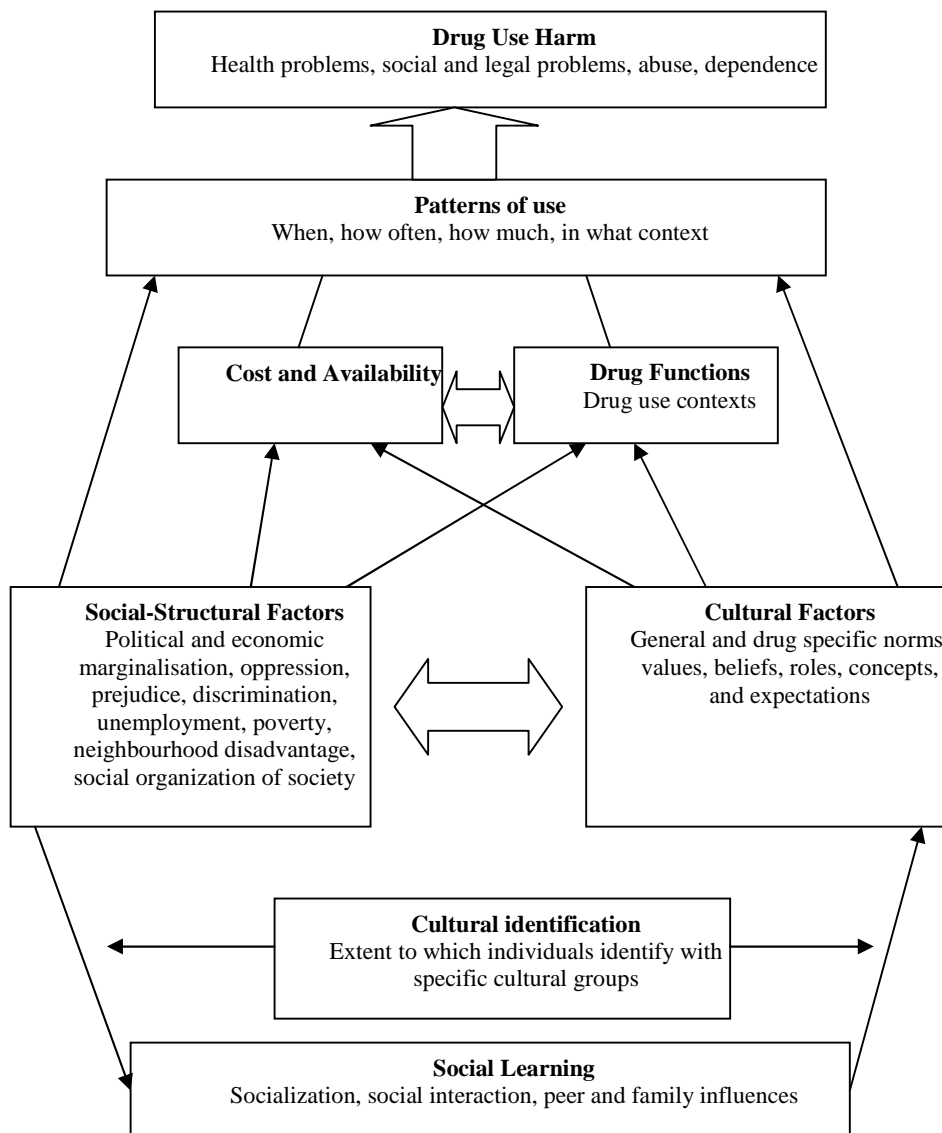 Drug Use Harm
Health problems, social and legal problems, abuse, dependence
Patterns of use
When, how often, how much, in what context
Cost and Availability
Drug Functions
Drug use contexts
Social-Structural Factors
Political and economic
marginalisation, oppression,
prejudice, discrimination,
unemployment, poverty,
neighbourhood disadvantage,
social organization of society
Cultural Factors
General and drug specific norms,
values, beliefs, roles, concepts,
and expectations
Cultural identification
Extent to which individuals identify with
specific cultural groups
Social Learning
Socialization, social interaction, peer and family influences